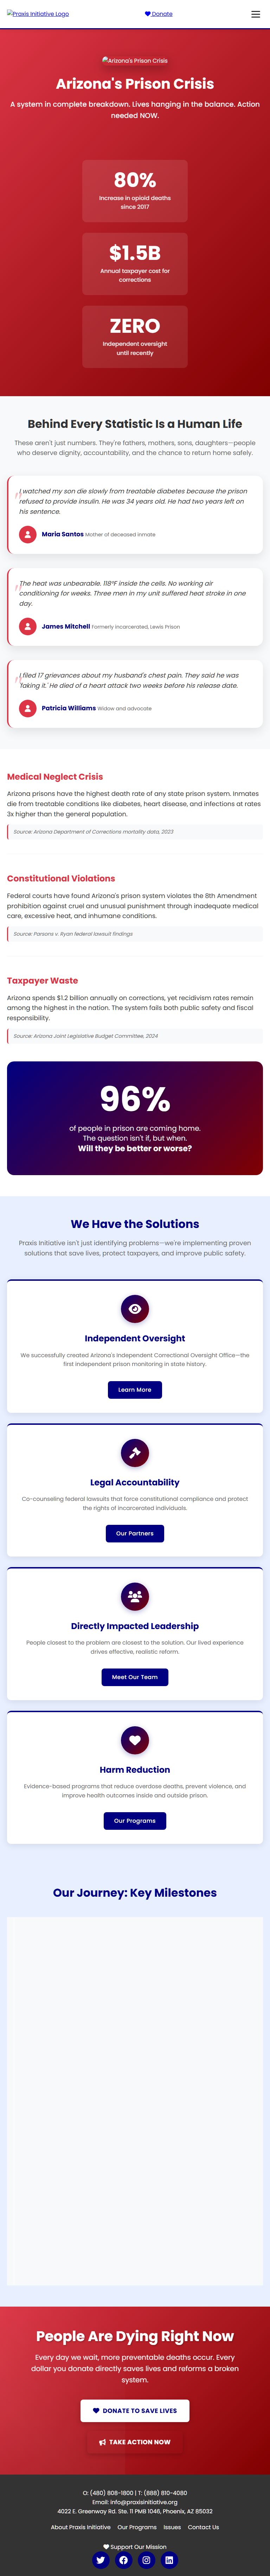 Praxis Initiative Logo
Donate
Arizona's Prison Crisis
Arizona's Prison Crisis
A system in complete breakdown. Lives hanging in the balance. Action
needed NOW.
80%
Increase in opioid deaths
since 2017
$1.5B
Annual taxpayer cost for
corrections
ZERO
Independent oversight
until recently
Behind Every Statistic Is a Human Life
These aren't just numbers. They're fathers, mothers, sons, daughters—people
who deserve dignity, accountability, and the chance to return home safely.
"
I watched my son die slowly from treatable diabetes because the prison
refused to provide insulin. He was 34 years old. He had two years left on
his sentence.
Maria Santos Mother of deceased inmate
"
The heat was unbearable. 118°F inside the cells. No working air
conditioning for weeks. Three men in my unit suffered heat stroke in one
day.
James Mitchell Formerly incarcerated, Lewis Prison
"
I filed 17 grievances about my husband's chest pain. They said he was
'faking it.' He died of a heart attack two weeks before his release date.
Patricia Williams Widow and advocate
Medical Neglect Crisis
Arizona prisons have the highest death rate of any state prison system. Inmates
die from treatable conditions like diabetes, heart disease, and infections at rates
3x higher than the general population.
Source: Arizona Department of Corrections mortality data, 2023
Constitutional Violations
Federal courts have found Arizona's prison system violates the 8th Amendment
prohibition against cruel and unusual punishment through inadequate medical
care, excessive heat, and inhumane conditions.
Source: Parsons v. Ryan federal lawsuit findings
Taxpayer Waste
Arizona spends $1.2 billion annually on corrections, yet recidivism rates remain
among the highest in the nation. The system fails both public safety and fiscal
responsibility.
Source: Arizona Joint Legislative Budget Committee, 2024
96%
of people in prison are coming home.
The question isn't if, but when.
Will they be better or worse?
We Have the Solutions
Praxis Initiative isn't just identifying problems—we're implementing proven
solutions that save lives, protect taxpayers, and improve public safety.
Independent Oversight
We successfully created Arizona's Independent Correctional Oversight Office—the
first independent prison monitoring in state history.
Learn More
Legal Accountability
Co-counseling federal lawsuits that force constitutional compliance and protect
the rights of incarcerated individuals.
Our Partners
Directly Impacted Leadership
People closest to the problem are closest to the solution. Our lived experience
drives effective, realistic reform.
Meet Our Team
Harm Reduction
Evidence-based programs that reduce overdose deaths, prevent violence, and
improve health outcomes inside and outside prison.
Our Programs
Our Journey: Key Milestones
People Are Dying Right Now
Every day we wait, more preventable deaths occur. Every
dollar you donate directly saves lives and reforms a broken
system.
DONATE TO SAVE LIVES
TAKE ACTION NOW
O: (480) 808-1800 | T: (888) 810-4080
Email: info@praxisinitiative.org
4022 E. Greenway Rd. Ste. 11 PMB 1046, Phoenix, AZ 85032
About Praxis Initiative Our Programs Issues Contact Us
Support Our Mission